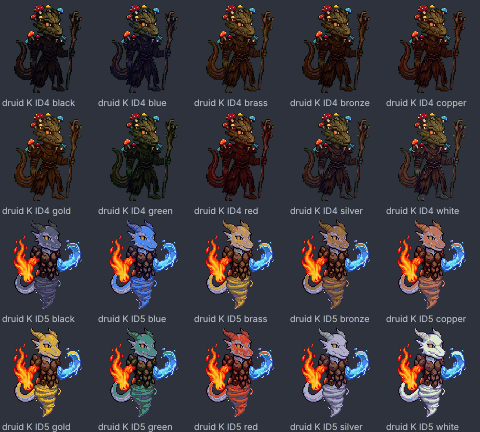 druid K ID4 black
druid K ID4 blue
druid K ID4 brass
druid K ID4 bronze
druid K ID4 copper
druid K ID4 gold
druid K ID4 green
druid K ID4 red
druid K ID4 silver
druid K ID4 white
druid K ID5 black
druid K ID5 blue
druid K ID5 brass
druid K ID5 bronze
druid K ID5 copper
druid K ID5 gold
druid K ID5 green
druid K ID5 red
druid K ID5 silver
druid K ID5 white